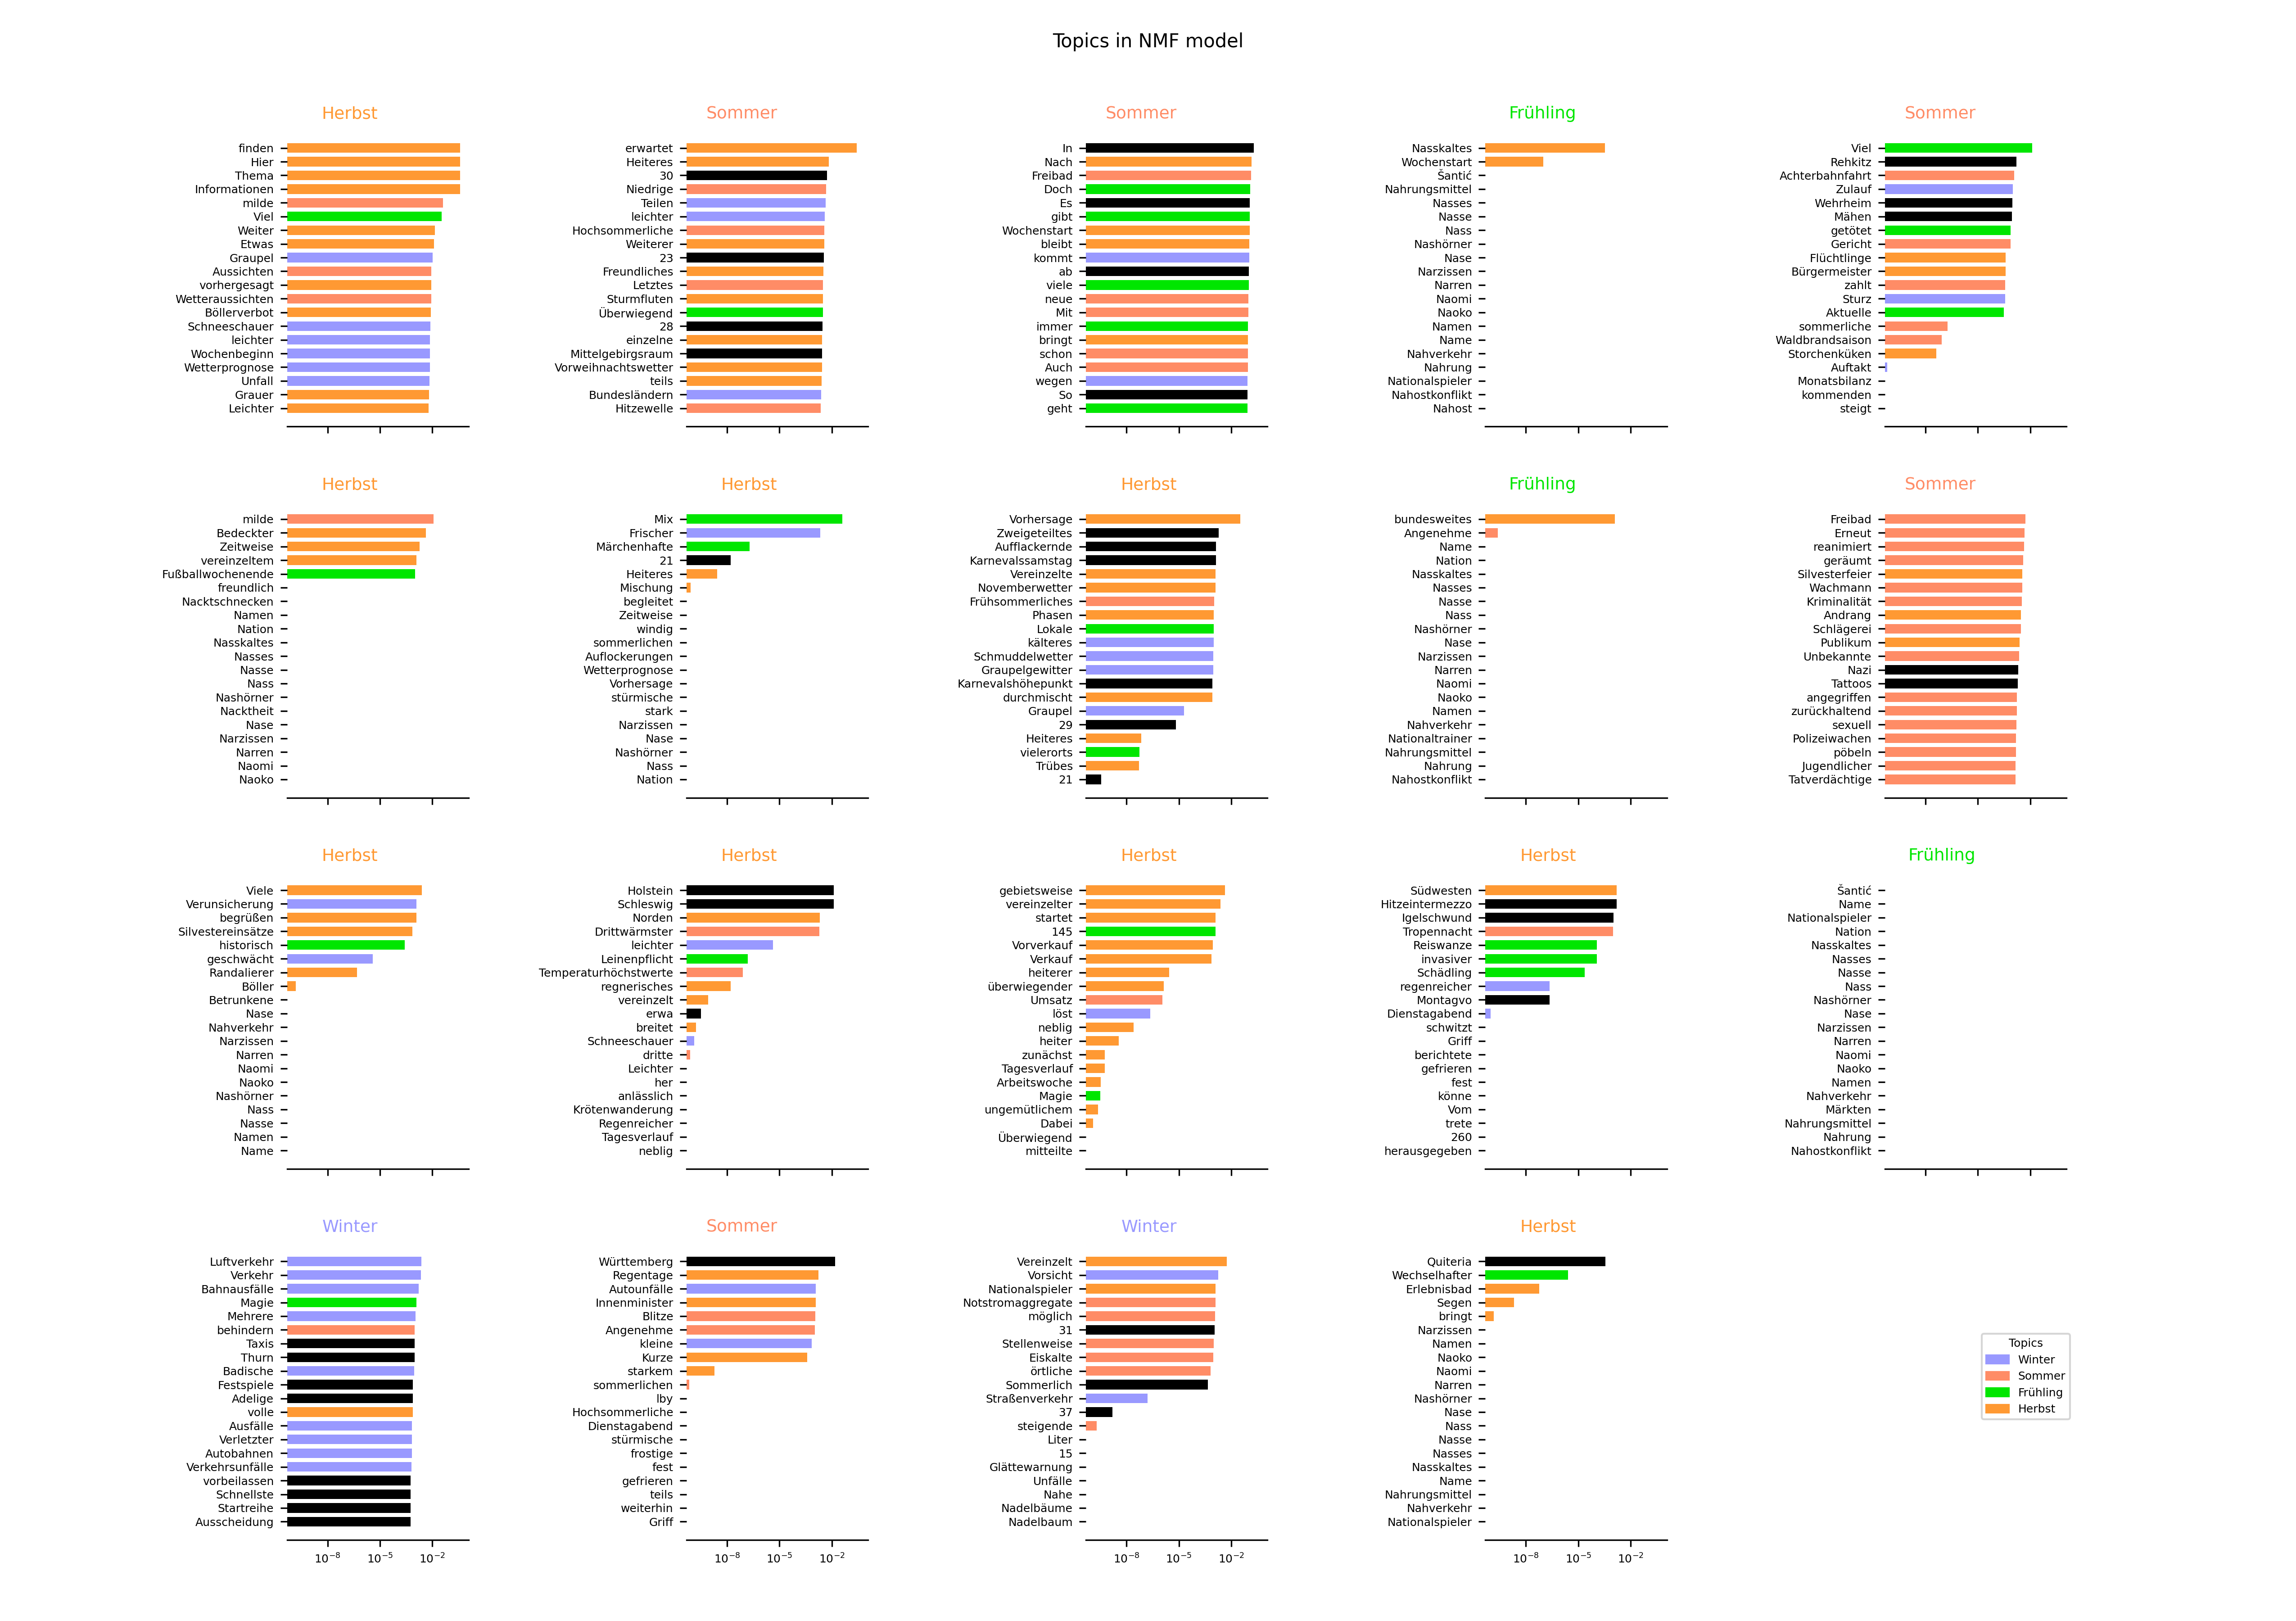 Topics in NMF model
Herbst
finden
Hier
Thema
Informationen
milde
Viel
Weiter
Etwas
Graupel
Aussichten
vorhergesagt
Wetteraussichten
Böllerverbot
Schneeschauer
leichter
Wochenbeginn
Wetterprognose
Unfall
Grauer
Leichter
Sommer
erwartet
Heiteres
30
Niedrige
Teilen
leichter
Hochsommerliche
Weiterer
23
Freundliches
Letztes
Sturmfluten
Überwiegend
28
einzelne
Mittelgebirgsraum
Vorweihnachtswetter
teils
Bundesländern
Hitzewelle
Sommer
In
Nach
Freibad
Doch
Es
gibt
Wochenstart
bleibt
kommt
ab
viele
neue
Mit
immer
bringt
schon
Auch
wegen
So
geht
Frühling
Nasskaltes
Wochenstart
Šantić
Nahrungsmittel
Nasses
Nasse
Nass
Nashörner
Nase
Narzissen
Narren
Naomi
Naoko
Namen
Name
Nahverkehr
Nahrung
Nationalspieler
Nahostkonflikt
Nahost
Sommer
Viel
Rehkitz
Achterbahnfahrt
Zulauf
Wehrheim
Mähen
getötet
Gericht
Flüchtlinge
Bürgermeister
zahlt
Sturz
Aktuelle
sommerliche
Waldbrandsaison
Storchenküken
Auftakt
Monatsbilanz
kommenden
steigt
Herbst
milde
Bedeckter
Zeitweise
vereinzeltem
Fußballwochenende
freundlich
Nacktschnecken
Namen
Nation
Nasskaltes
Nasses
Nasse
Nass
Nashörner
Nacktheit
Nase
Narzissen
Narren
Naomi
Naoko
Herbst
Mix
Frischer
Märchenhafte
21
Heiteres
Mischung
begleitet
Zeitweise
windig
sommerlichen
Auflockerungen
Wetterprognose
Vorhersage
stürmische
stark
Narzissen
Nase
Nashörner
Nass
Nation
Herbst
Vorhersage
Zweigeteiltes
Aufflackernde
Karnevalssamstag
Vereinzelte
Novemberwetter
Frühsommerliches
Phasen
Lokale
kälteres
Schmuddelwetter
Graupelgewitter
Karnevalshöhepunkt
durchmischt
Graupel
29
Heiteres
vielerorts
Trübes
21
Frühling
bundesweites
Angenehme
Name
Nation
Nasskaltes
Nasses
Nasse
Nass
Nashörner
Nase
Narzissen
Narren
Naomi
Naoko
Namen
Nahverkehr
Nationaltrainer
Nahrungsmittel
Nahrung
Nahostkonflikt
Sommer
Freibad
Erneut
reanimiert
geräumt
Silvesterfeier
Wachmann
Kriminalität
Andrang
Schlägerei
Publikum
Unbekannte
Nazi
Tattoos
angegriffen
zurückhaltend
sexuell
Polizeiwachen
pöbeln
Jugendlicher
Tatverdächtige
Herbst
Viele
Verunsicherung
begrüßen
Silvestereinsätze
historisch
geschwächt
Randalierer
Böller
Betrunkene
Nase
Nahverkehr
Narzissen
Narren
Naomi
Naoko
Nashörner
Nass
Nasse
Namen
Name
Herbst
Holstein
Schleswig
Norden
Drittwärmster
leichter
Leinenpflicht
Temperaturhöchstwerte
regnerisches
vereinzelt
erwa
breitet
Schneeschauer
dritte
Leichter
her
anlässlich
Krötenwanderung
Regenreicher
Tagesverlauf
neblig
Herbst
gebietsweise
vereinzelter
startet
145
Vorverkauf
Verkauf
heiterer
überwiegender
Umsatz
löst
neblig
heiter
zunächst
Tagesverlauf
Arbeitswoche
Magie
ungemütlichem
Dabei
Überwiegend
mitteilte
Herbst
Südwesten
Hitzeintermezzo
Igelschwund
Tropennacht
Reiswanze
invasiver
Schädling
regenreicher
Montagvo
Dienstagabend
schwitzt
Griff
berichtete
gefrieren
fest
könne
Vom
trete
260
herausgegeben
Frühling
Šantić
Name
Nationalspieler
Nation
Nasskaltes
Nasses
Nasse
Nass
Nashörner
Nase
Narzissen
Narren
Naomi
Naoko
Namen
Nahverkehr
Märkten
Nahrungsmittel
Nahrung
Nahostkonflikt
Winter
Luftverkehr
Verkehr
Bahnausfälle
Magie
Mehrere
behindern
Taxis
Thurn
Badische
Festspiele
Adelige
volle
Ausfälle
Verletzter
Autobahnen
Verkehrsunfälle
vorbeilassen
Schnellste
Startreihe
Ausscheidung
10⁻⁸ 10⁻⁵ 10⁻²
Sommer
Württemberg
Regentage
Autounfälle
Innenminister
Blitze
Angenehme
kleine
Kurze
starkem
sommerlichen
lby
Hochsommerliche
Dienstagabend
stürmische
frostige
fest
gefrieren
teils
weiterhin
Griff
10⁻⁸ 10⁻⁵ 10⁻²
Winter
Vereinzelt
Vorsicht
Nationalspieler
Notstromaggregate
möglich
31
Stellenweise
Eiskalte
örtliche
Sommerlich
Straßenverkehr
37
steigende
Liter
15
Glättewarnung
Unfälle
Nahe
Nadelbäume
Nadelbaum
10⁻⁸ 10⁻⁵ 10⁻²
Herbst
Quiteria
Wechselhafter
Erlebnisbad
Segen
bringt
Narzissen
Namen
Naoko
Naomi
Narren
Nashörner
Nase
Nass
Nasse
Nasses
Nasskaltes
Name
Nahrungsmittel
Nahverkehr
Nationalspieler
10⁻⁸ 10⁻⁵ 10⁻²
Topics
Winter
Sommer
Frühling
Herbst